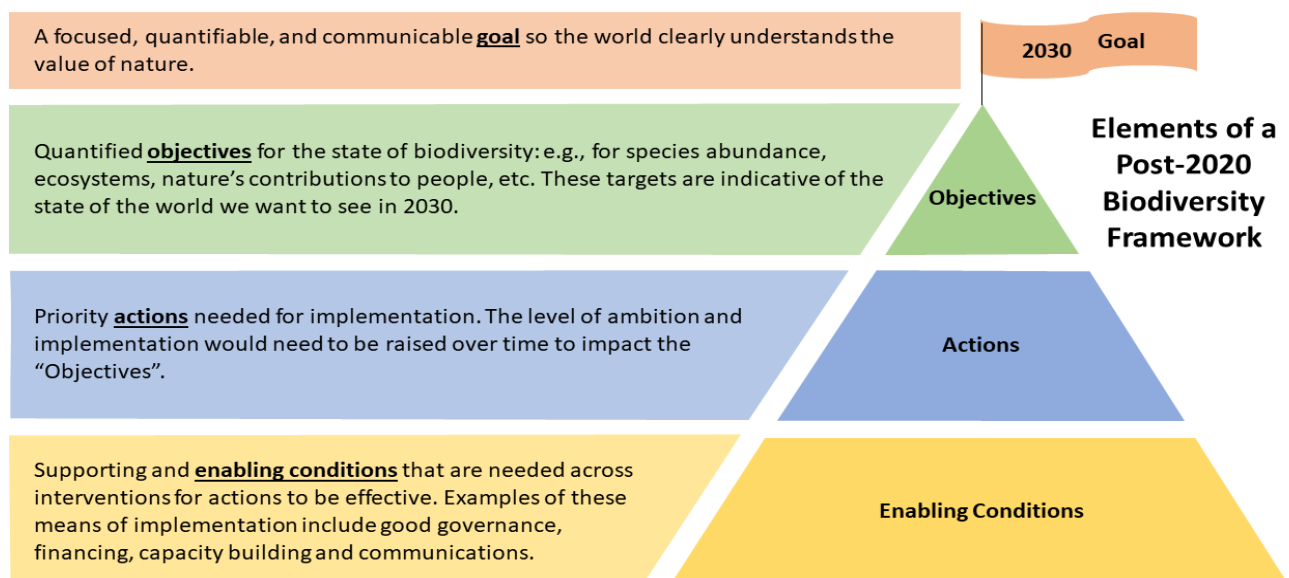 A focused, quantifiable, and communicable goal so the world clearly understands the
value of nature.
2030 Goal
Elements of a
Post-2020
Biodiversity
Framework
Quantified objectives for the state of biodiversity: e.g., for species abundance,
ecosystems, nature's contributions to people, etc. These targets are indicative of the
state of the world we want to see in 2030.
Objectives
Priority actions needed for implementation. The level of ambition and
implementation would need to be raised over time to impact the
“Objectives”.
Actions
Supporting and enabling conditions that are needed across
interventions for actions to be effective. Examples of these
means of implementation include good governance,
financing, capacity building and communications.
Enabling Conditions